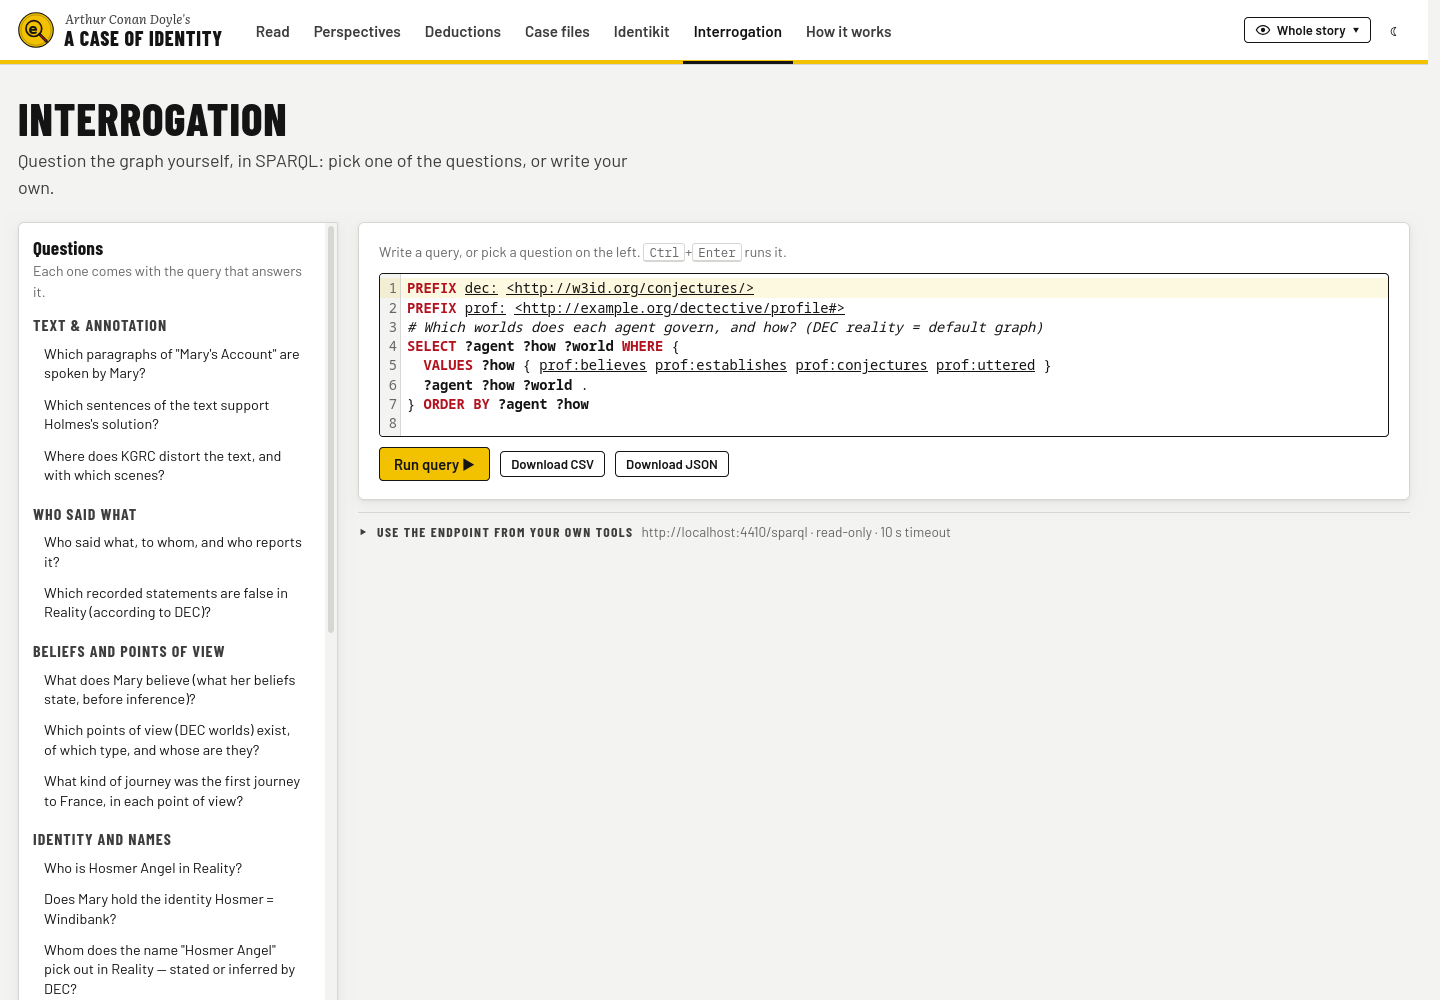 Arthur Conan Doyle's
A CASE OF IDENTITY
Read
Perspectives
Deductions
Case files
Identikit
Interrogation
How it works
Whole story
INTERROGATION
Question the graph yourself, in SPARQL: pick one of the questions, or write your
own.
Questions
Each one comes with the query that answers
it.
TEXT & ANNOTATION
Which paragraphs of "Mary's Account" are
spoken by Mary?
Which sentences of the text support
Holmes's solution?
Where does KGRC distort the text, and
with which scenes?
WHO SAID WHAT
Who said what, to whom, and who reports
it?
Which recorded statements are false in
Reality (according to DEC)?
BELIEFS AND POINTS OF VIEW
What does Mary believe (what her beliefs
state, before inference)?
Which points of view (DEC worlds) exist,
of which type, and whose are they?
What kind of journey was the first journey
to France, in each point of view?
IDENTITY AND NAMES
Who is Hosmer Angel in Reality?
Does Mary hold the identity Hosmer =
Windibank?
Whom does the name "Hosmer Angel"
pick out in Reality — stated or inferred by
DEC?
Write a query, or pick a question on the left. Ctrl+Enter runs it.
1 PREFIX dec: <http://w3id.org/conjectures/>
2 PREFIX prof: <http://example.org/dectective/profile#>
3 # Which worlds does each agent govern, and how? (DEC reality = default graph)
4 SELECT ?agent ?how ?world WHERE {
5 VALUES ?how { prof:believes prof:establishes prof:conjectures prof:uttered }
6 ?agent ?how ?world .
7 } ORDER BY ?agent ?how
8
Run query ▶
Download CSV
Download JSON
USE THE ENDPOINT FROM YOUR OWN TOOLS http://localhost:4410/sparql · read-only · 10 s timeout